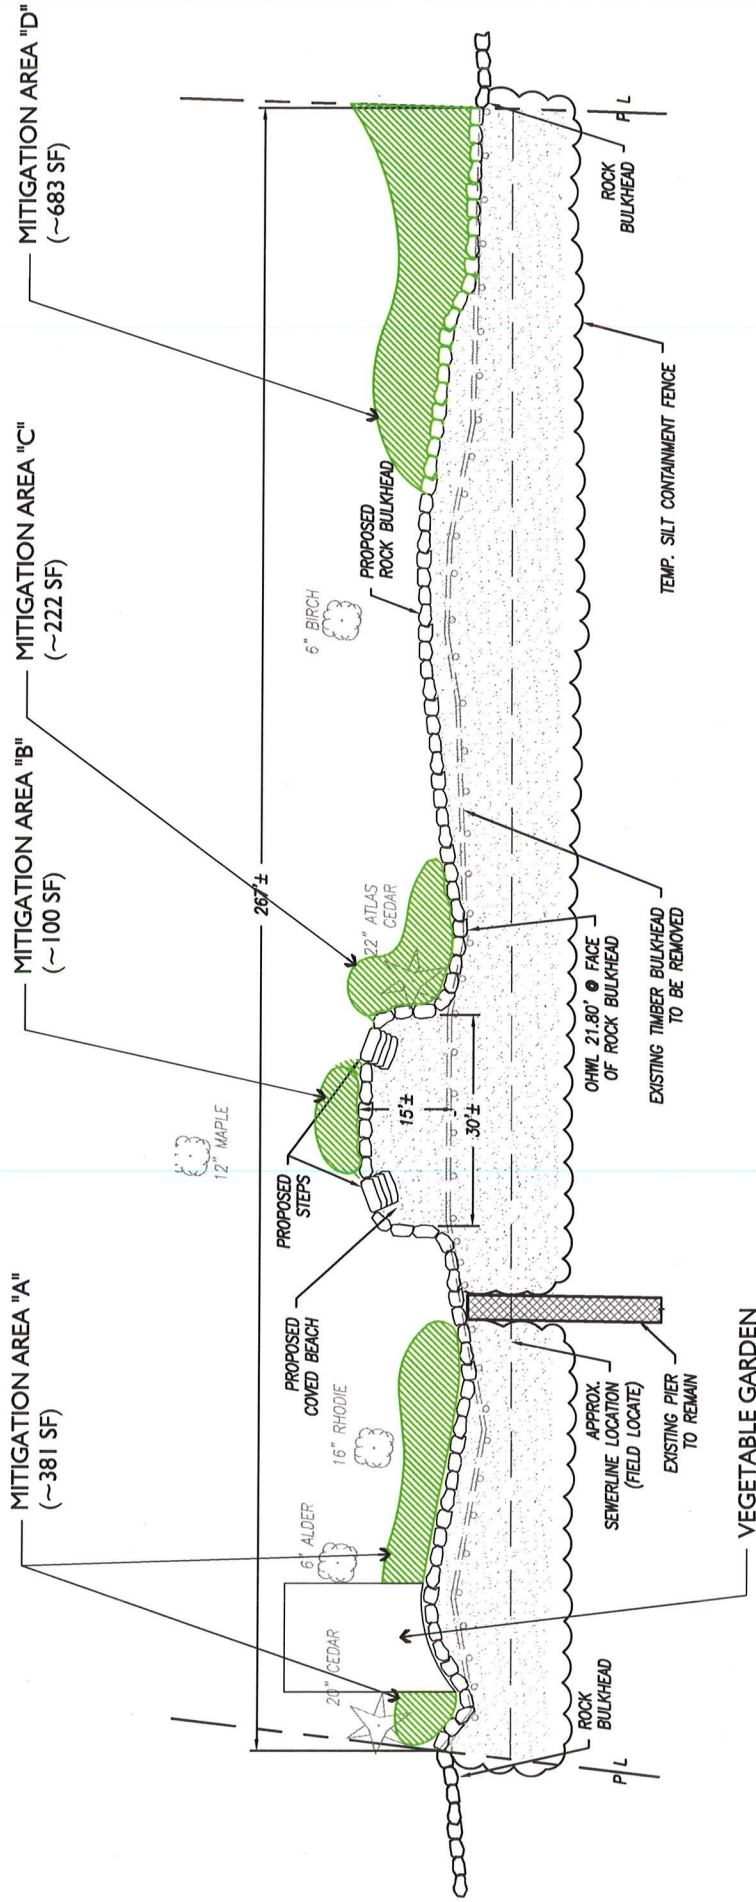 MITIGATION AREA "A"
(~381 SF)
MITIGATION AREA "B"
(~100 SF)
MITIGATION AREA "C"
(~222 SF)
MITIGATION AREA "D"
(~683 SF)
267'±
12" MAPLE
6" BIRCH
22" ATLAS
CEDAR
16" RHODIE
6" ALDER
20" CEDAR
PROPOSED
STEPS
PROPOSED
COVED BEACH
PROPOSED
ROCK BULKHEAD
15'±
30'±
ROCK
BULKHEAD
P L
APPROX.
SEWERLINE LOCATION
(FIELD LOCATE)
EXISTING PIER
TO REMAIN
VEGETABLE GARDEN
OHWL 21.80' @ FACE
OF ROCK BULKHEAD
EXISTING TIMBER BULKHEAD
TO BE REMOVED
TEMP. SILT CONTAINMENT FENCE
ROCK
BULKHEAD
P L